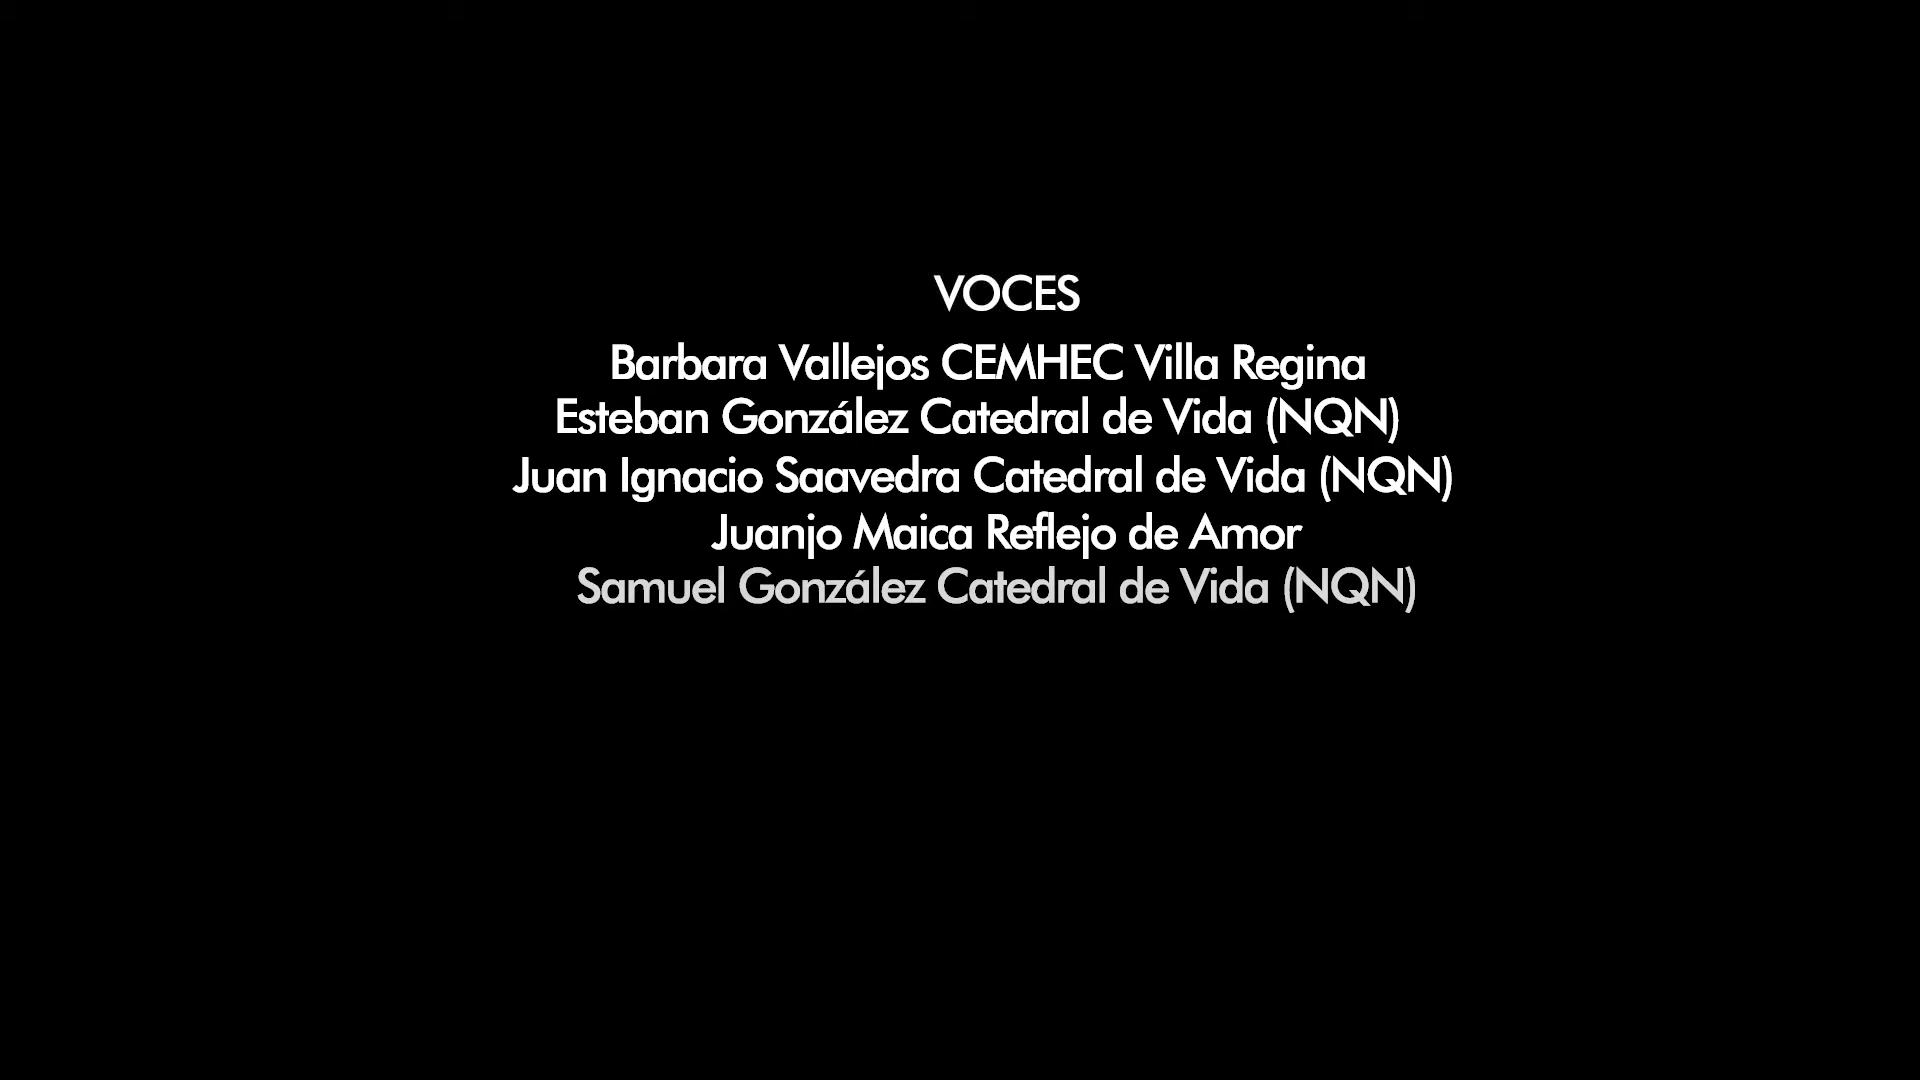 VOCES
Barbara Vallejos CEMHEC Villa Regina
Esteban González Catedral de Vida (NQN)
Juan Ignacio Saavedra Catedral de Vida (NQN)
Juanjo Maica Reflejo de Amor
Samuel González Catedral de Vida (NQN)